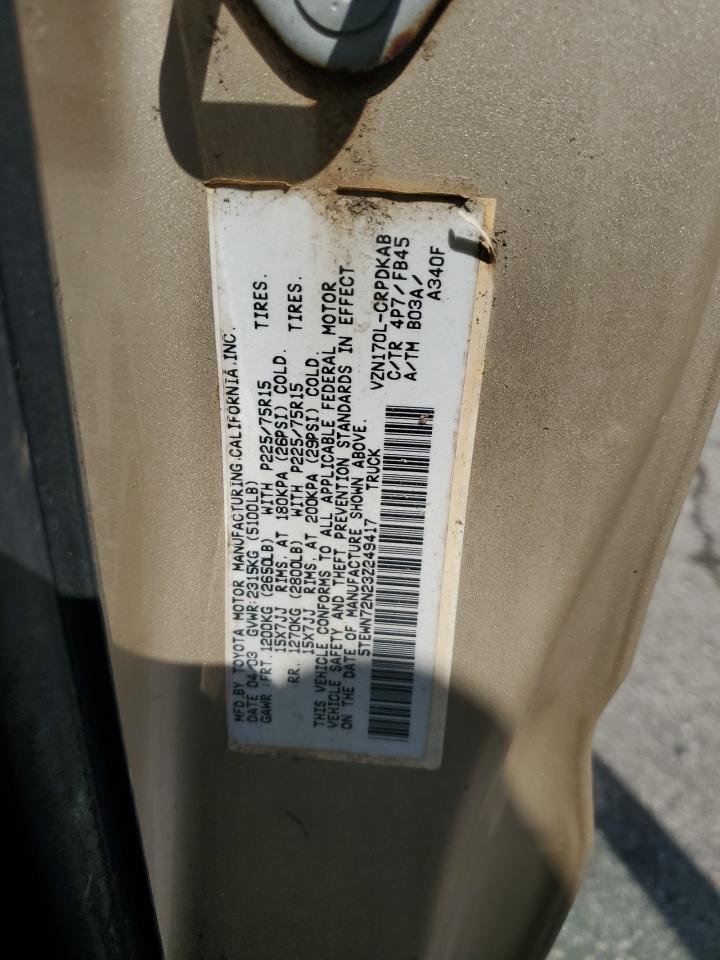 MFD.BY TOYOTA MOTOR MANUFACTURING,CALIFORNIA,INC.
DATE 04/03 GVWR:2315KG (5100LB)
GAWR :FRT.1200KG (2650LB) WITH P225/75R15 TIRES.
15X7JJ RIMS. AT 180KPA (26PSI) COLD.
RR. 1270KG (2800LB) WITH P225/75R15 TIRES.
15X7JJ RIMS. AT 200KPA (29PSI) COLD.
THIS VEHICLE CONFORMS TO ALL APPLICABLE FEDERAL MOTOR
VEHICLE SAFETY AND THEFT PREVENTION STANDARDS IN EFFECT
ON THE DATE OF MANUFACTURE SHOWN ABOVE.
5TEWN72N23Z249417 TRUCK
VZN170L-CRPDKAB
C/TR 4P7/FB45
A/TM B03A/
A340F